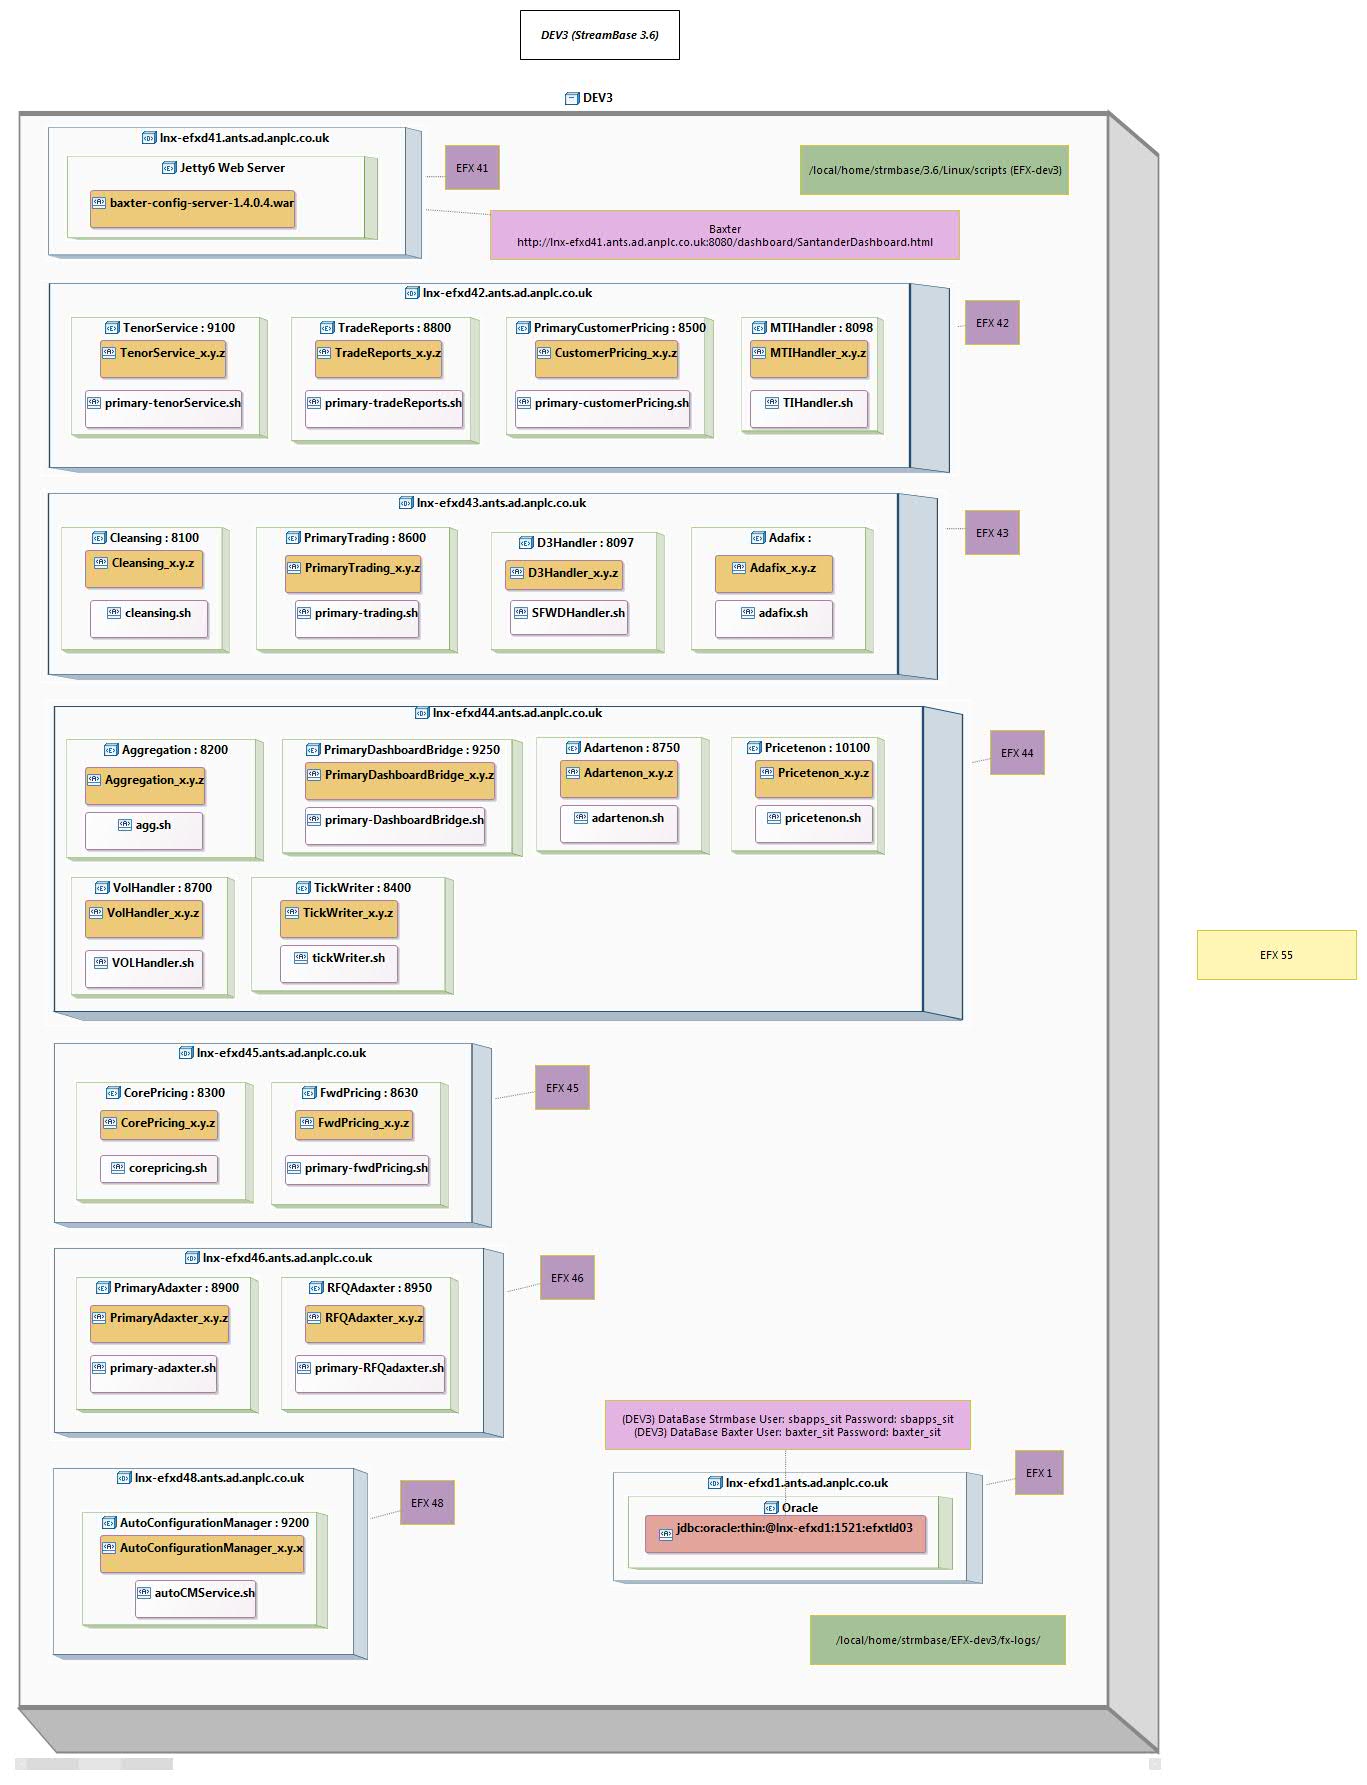 DEV3 (StreamBase 3.6)
DEV3
lnx-efxd41.ants.ad.anplc.co.uk
Jetty6 Web Server
baxter-config-server-1.4.0.4.war
EFX 41
/local/home/strmbase/3.6/Linux/scripts (EFX-dev3)
Baxter
http://lnx-efxd41.ants.ad.anplc.co.uk:8080/dashboard/SantanderDashboard.html
lnx-efxd42.ants.ad.anplc.co.uk
EFX 42
TenorService : 9100
TenorService_x.y.z
primary-tenorService.sh
TradeReports : 8800
TradeReports_x.y.z
primary-tradeReports.sh
PrimaryCustomerPricing : 8500
CustomerPricing_x.y.z
primary-customerPricing.sh
MTIHandler : 8098
MTIHandler_x.y.z
TIHandler.sh
lnx-efxd43.ants.ad.anplc.co.uk
EFX 43
Cleansing : 8100
Cleansing_x.y.z
cleansing.sh
PrimaryTrading : 8600
PrimaryTrading_x.y.z
primary-trading.sh
D3Handler : 8097
D3Handler_x.y.z
SFWDHandler.sh
Adafix :
Adafix_x.y.z
adafix.sh
lnx-efxd44.ants.ad.anplc.co.uk
EFX 44
Aggregation : 8200
Aggregation_x.y.z
agg.sh
PrimaryDashboardBridge : 9250
PrimaryDashboardBridge_x.y.z
primary-DashboardBridge.sh
Adartenon : 8750
Adartenon_x.y.z
adartenon.sh
Pricetenon : 10100
Pricetenon_x.y.z
pricetenon.sh
VolHandler : 8700
VolHandler_x.y.z
VOLHandler.sh
TickWriter : 8400
TickWriter_x.y.z
tickWriter.sh
EFX 55
lnx-efxd45.ants.ad.anplc.co.uk
EFX 45
CorePricing : 8300
CorePricing_x.y.z
corepricing.sh
FwdPricing : 8630
FwdPricing_x.y.z
primary-fwdPricing.sh
lnx-efxd46.ants.ad.anplc.co.uk
EFX 46
PrimaryAdaxter : 8900
PrimaryAdaxter_x.y.z
primary-adaxter.sh
RFQAdaxter : 8950
RFQAdaxter_x.y.z
primary-RFQadaxter.sh
(DEV3) DataBase Strmbase User: sbapps_sit Password: sbapps_sit
(DEV3) DataBase Baxter User: baxter_sit Password: baxter_sit
lnx-efxd48.ants.ad.anplc.co.uk
EFX 48
AutoConfigurationManager : 9200
AutoConfigurationManager_x.y.x
autoCMService.sh
lnx-efxd1.ants.ad.anplc.co.uk
EFX 1
Oracle
jdbc:oracle:thin:@lnx-efxd1:1521:efxtld03
/local/home/strmbase/EFX-dev3/fx-logs/